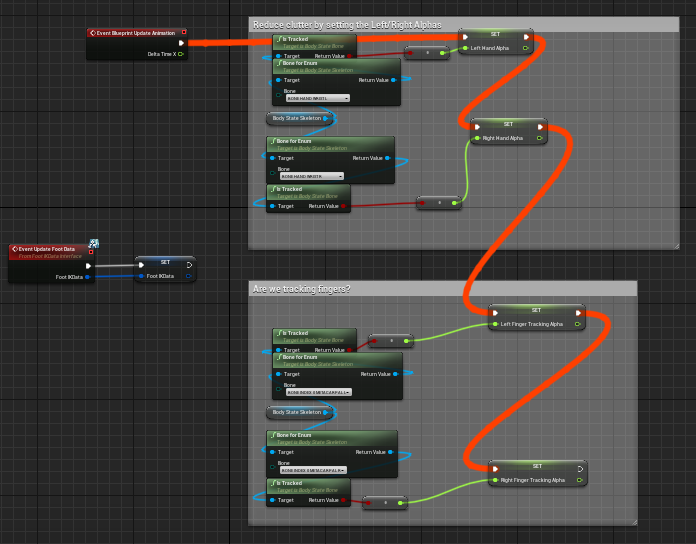 Reduce clutter by setting the Left/Right Alphas
Event Blueprint Update Animation
Delta Time X
Is Tracked
Target is Body State Bone
Target
Return Value
SET
Left Hand Alpha
Bone for Enum
Target is Body State Skeleton
Target
Return Value
Bone
BONE HAND WRIST L
Body State Skeleton
SET
Right Hand Alpha
Bone for Enum
Target is Body State Skeleton
Target
Return Value
Bone
BONE HAND WRIST R
Is Tracked
Target is Body State Bone
Target
Return Value
Event Update Foot Data
From Foot IKData Interface
Foot IKData
SET
Foot IKData
Are we tracking fingers?
SET
Left Finger Tracking Alpha
Is Tracked
Target is Body State Bone
Target
Return Value
Bone for Enum
Target is Body State Skeleton
Target
Return Value
Bone
BONE INDEX 0 METACARPAL L
Body State Skeleton
Bone for Enum
Target is Body State Skeleton
Target
Return Value
Bone
BONE INDEX 0 METACARPAL R
SET
Right Finger Tracking Alpha
Is Tracked
Target is Body State Bone
Target
Return Value